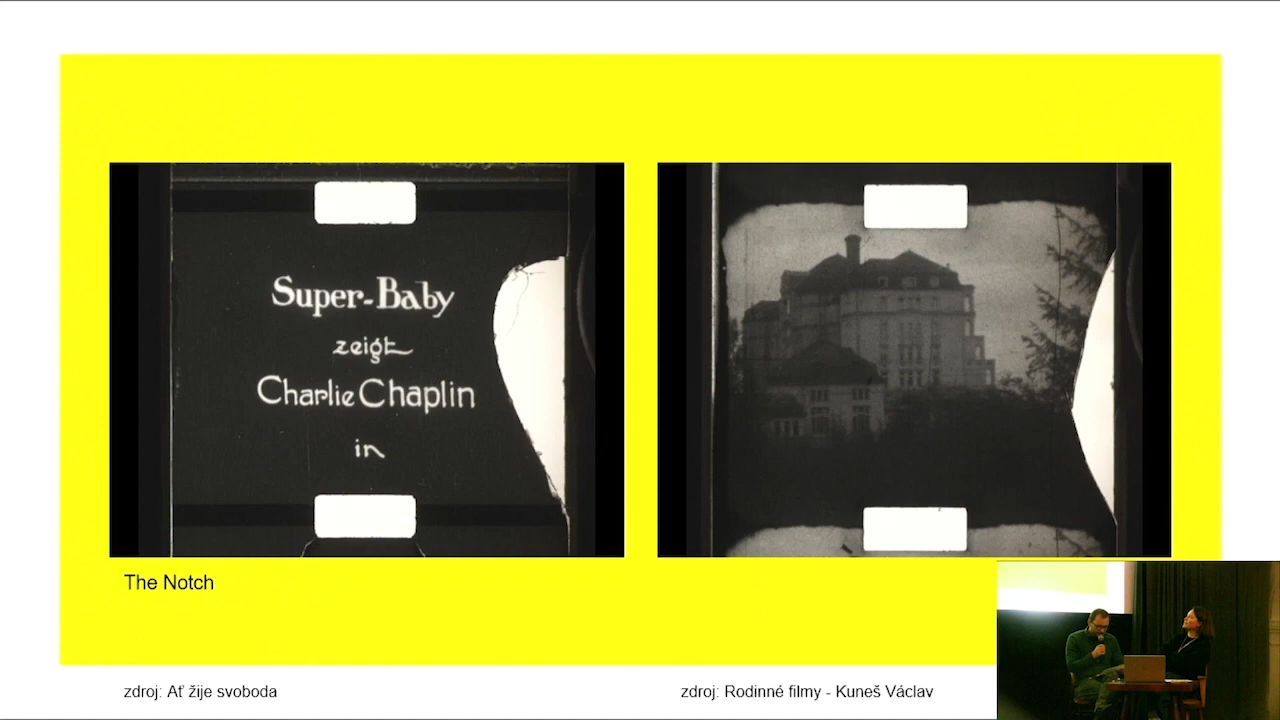 Super-Baby
zeigt
Charlie Chaplin
in
The Notch
zdroj: Ať žije svoboda
zdroj: Rodinné filmy - Kuneš Václav